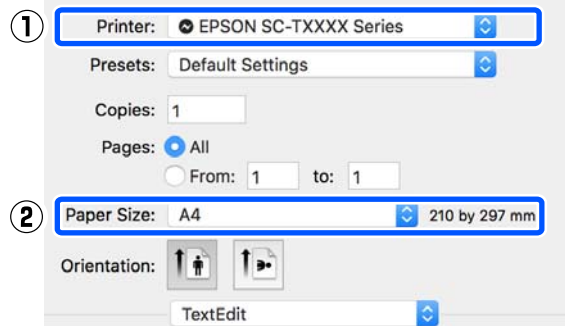 ① Printer: EPSON SC-TXXXX Series
Presets: Default Settings
Copies: 1
Pages: All
From: 1 to: 1
② Paper Size: A4 210 by 297 mm
Orientation:
TextEdit